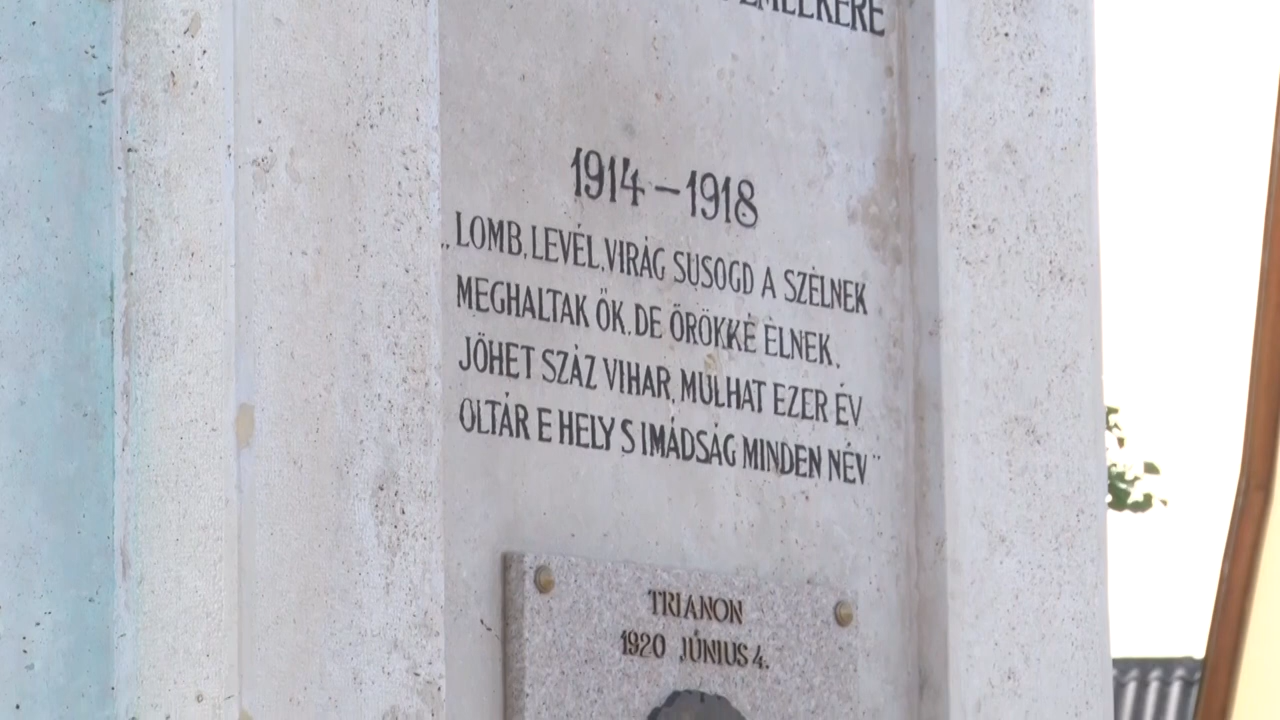 EMLÉKÉRE
1914 – 1918
„LOMB, LEVÉL, VIRÁG SUSOGD A SZÉLNEK
MEGHALTAK ŐK, DE ÖRÖKKÉ ÉLNEK,
JÖHET SZÁZ VIHAR, MULHAT EZER ÉV
OLTÁR E HELY S IMÁDSÁG MINDEN NÉV"
TRIANON
1920 JÚNIUS 4.